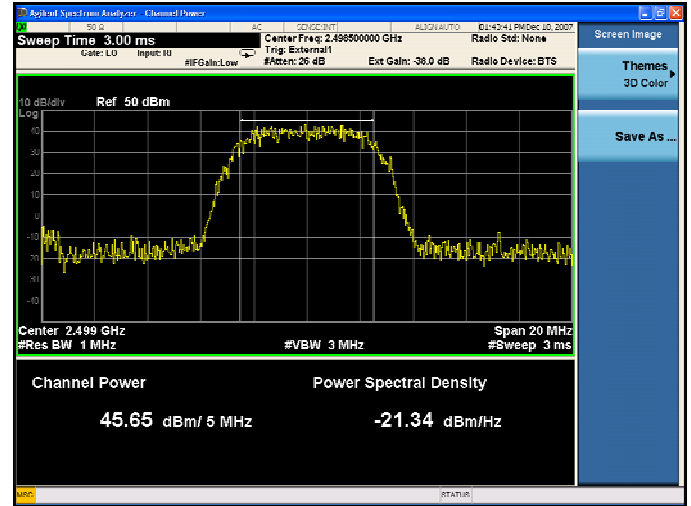 Agilent Spectrum Analyzer - Channel Power
50 Ω AC SENSE:INT ALIGN AUTO 01:43:41 PM Dec 10, 2007
Sweep Time 3.00 ms Center Freq: 2.498500000 GHz Radio Std: None
Gate: LO Input: RF Trig: External1
#IFGain:Low #Atten: 26 dB Ext Gain: -38.0 dB Radio Device: BTS
Screen Image
Themes
3D Color
Save As ...
10 dB/div Ref 50 dBm
Log
40
30
20
10
0
-10
-20
-30
-40
Center 2.499 GHz Span 20 MHz
#Res BW 1 MHz #VBW 3 MHz #Sweep 3 ms
Channel Power Power Spectral Density
45.65 dBm/ 5 MHz -21.34 dBm/Hz
MSG STATUS